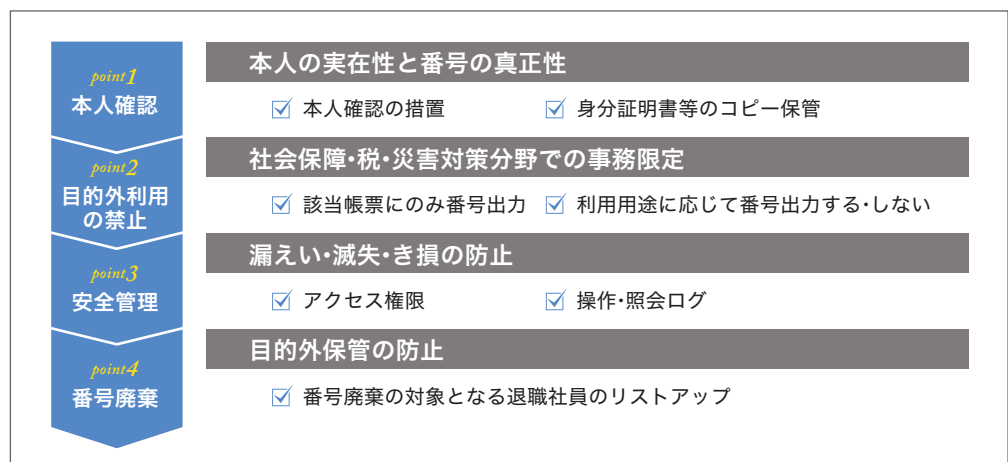 point1
本人確認
本人の実在性と番号の真正性
本人確認の措置
身分証明書等のコピー保管
point2
目的外利用
の禁止
社会保障・税・災害対策分野での事務限定
該当帳票にのみ番号出力
利用用途に応じて番号出力する・しない
point3
安全管理
漏えい・滅失・き損の防止
アクセス権限
操作・照会ログ
point4
番号廃棄
目的外保管の防止
番号廃棄の対象となる退職社員のリストアップ